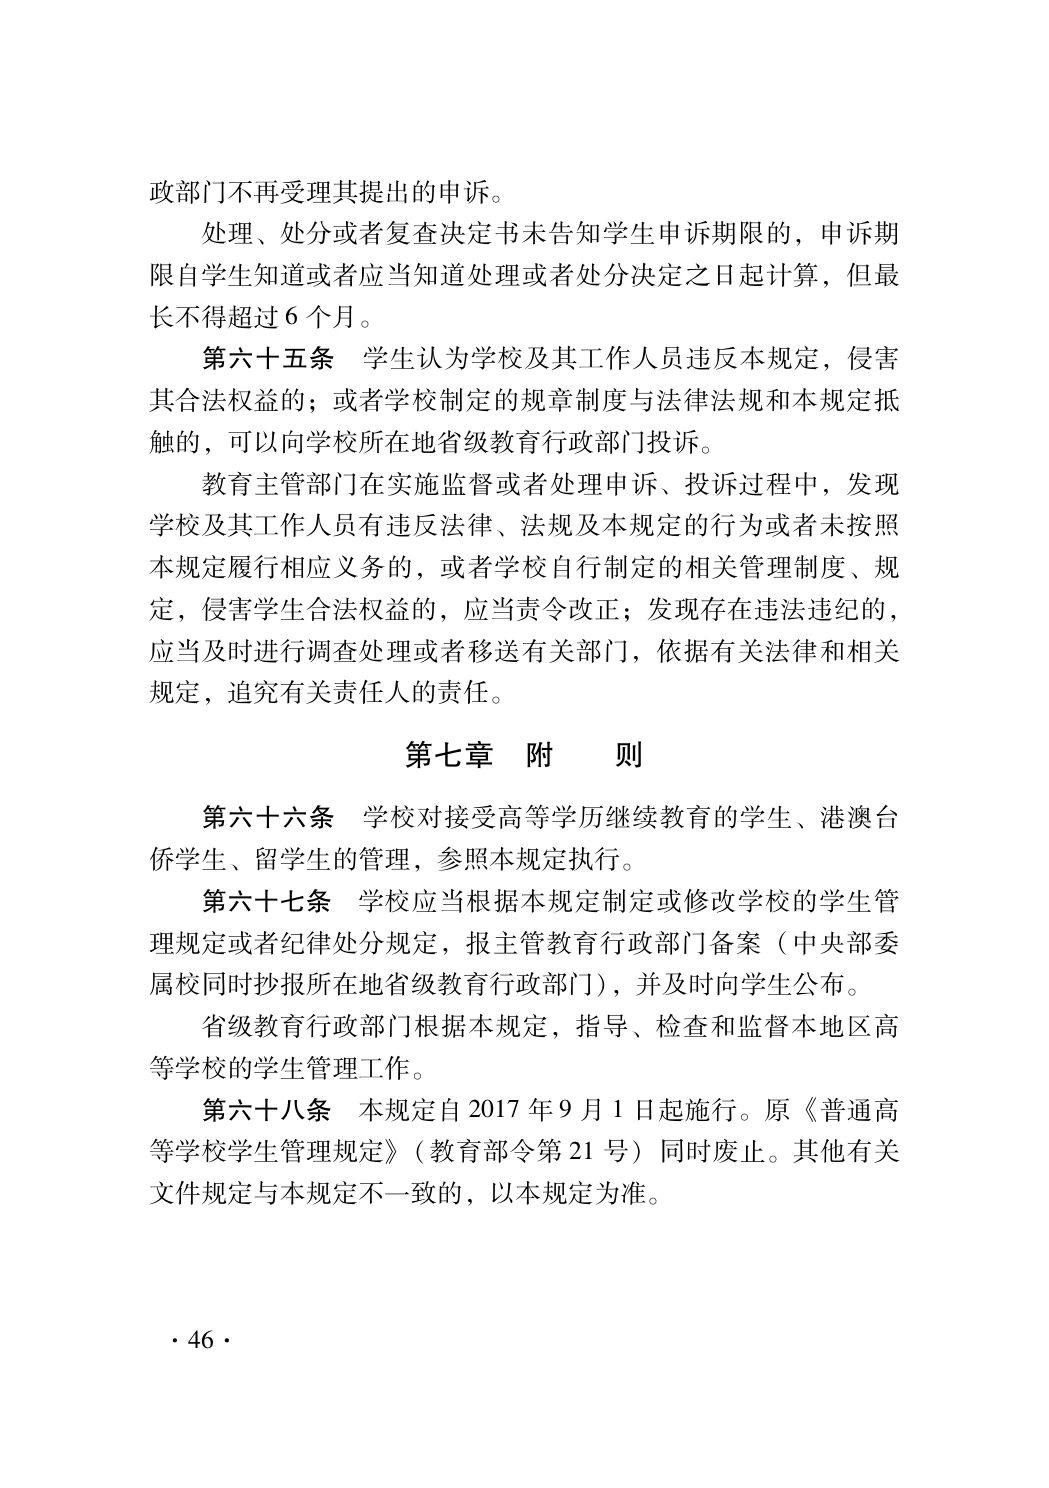 政部门不再受理其提出的申诉。
处理、处分或者复查决定书未告知学生申诉期限的，申诉期
限自学生知道或者应当知道处理或者处分决定之日起计算，但最
长不得超过 6 个月。
第六十五条　学生认为学校及其工作人员违反本规定，侵害
其合法权益的；或者学校制定的规章制度与法律法规和本规定抵
触的，可以向学校所在地省级教育行政部门投诉。
教育主管部门在实施监督或者处理申诉、投诉过程中，发现
学校及其工作人员有违反法律、法规及本规定的行为或者未按照
本规定履行相应义务的，或者学校自行制定的相关管理制度、规
定，侵害学生合法权益的，应当责令改正；发现存在违法违纪的，
应当及时进行调查处理或者移送有关部门，依据有关法律和相关
规定，追究有关责任人的责任。
第七章　附　　则
第六十六条　学校对接受高等学历继续教育的学生、港澳台
侨学生、留学生的管理，参照本规定执行。
第六十七条　学校应当根据本规定制定或修改学校的学生管
理规定或者纪律处分规定，报主管教育行政部门备案（中央部委
属校同时抄报所在地省级教育行政部门），并及时向学生公布。
省级教育行政部门根据本规定，指导、检查和监督本地区高
等学校的学生管理工作。
第六十八条　本规定自 2017 年 9 月 1 日起施行。原《普通高
等学校学生管理规定》（教育部令第 21 号）同时废止。其他有关
文件规定与本规定不一致的，以本规定为准。
· 46 ·